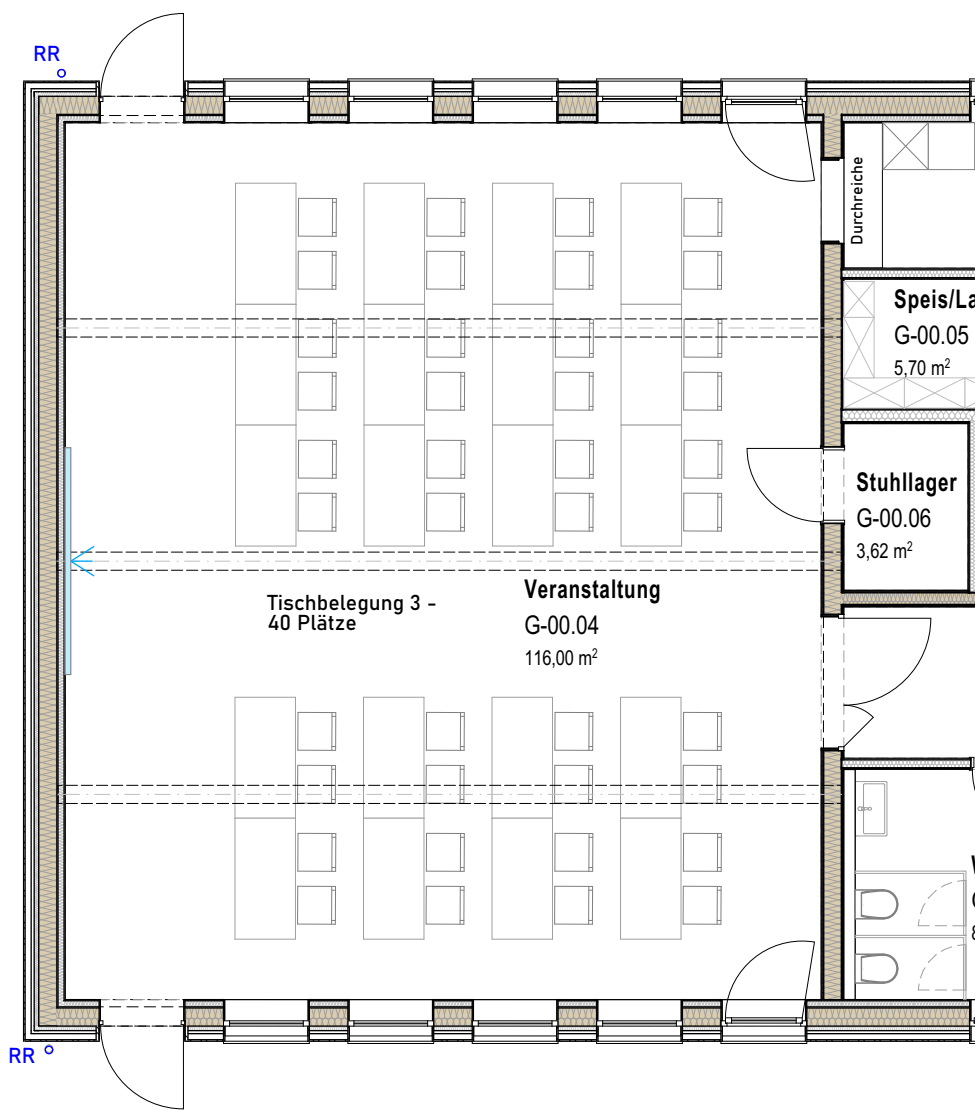 RR
Durchreiche
Speis/La
G-00.05
5,70 m²
Stuhllager
G-00.06
3,62 m²
Tischbelegung 3 -
40 Plätze
Veranstaltung
G-00.04
116,00 m²
8
RR